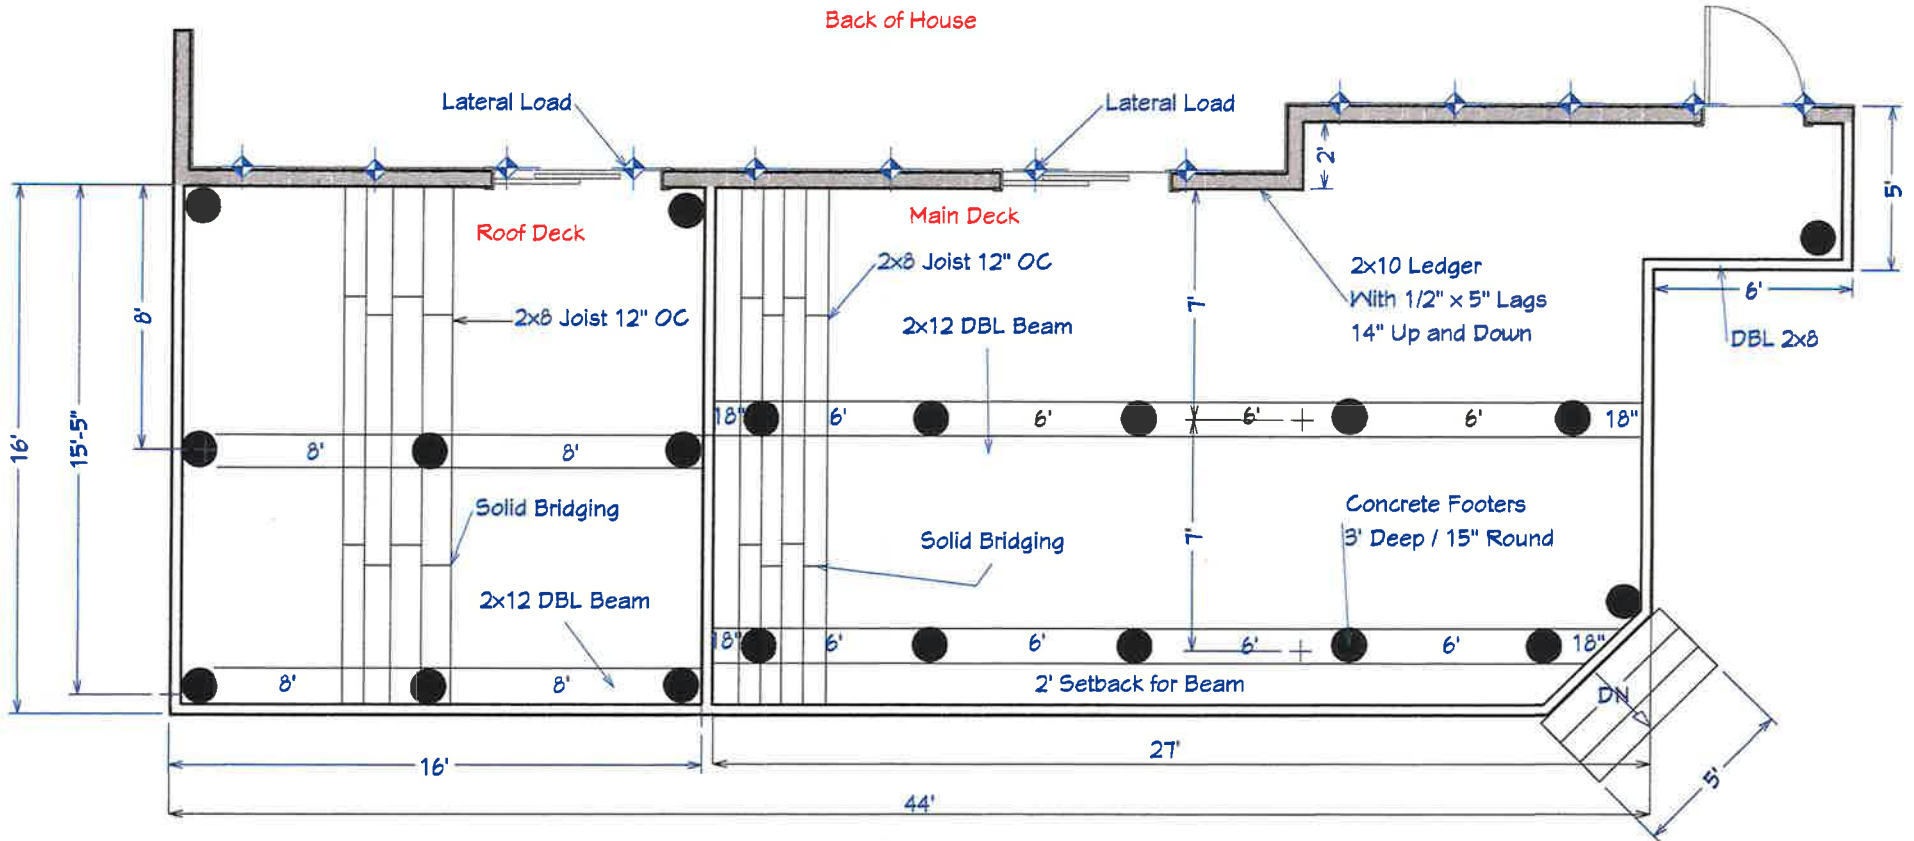 Back of House
Lateral Load
Lateral Load
2'
5'
Roof Deck
Main Deck
2x8 Joist 12" OC
2x8 Joist 12" OC
2x10 Ledger
With 1/2" x 5" Lags
14" Up and Down
6'
DBL 2x8
8'
7'
2x12 DBL Beam
18"
6'
6'
6'
6'
18"
16'
15'-5"
8'
8'
Solid Bridging
Solid Bridging
7'
Concrete Footers
3' Deep / 15" Round
2x12 DBL Beam
18"
6'
6'
6'
6'
18"
8'
8'
2' Setback for Beam
DN
16'
27'
5'
44'